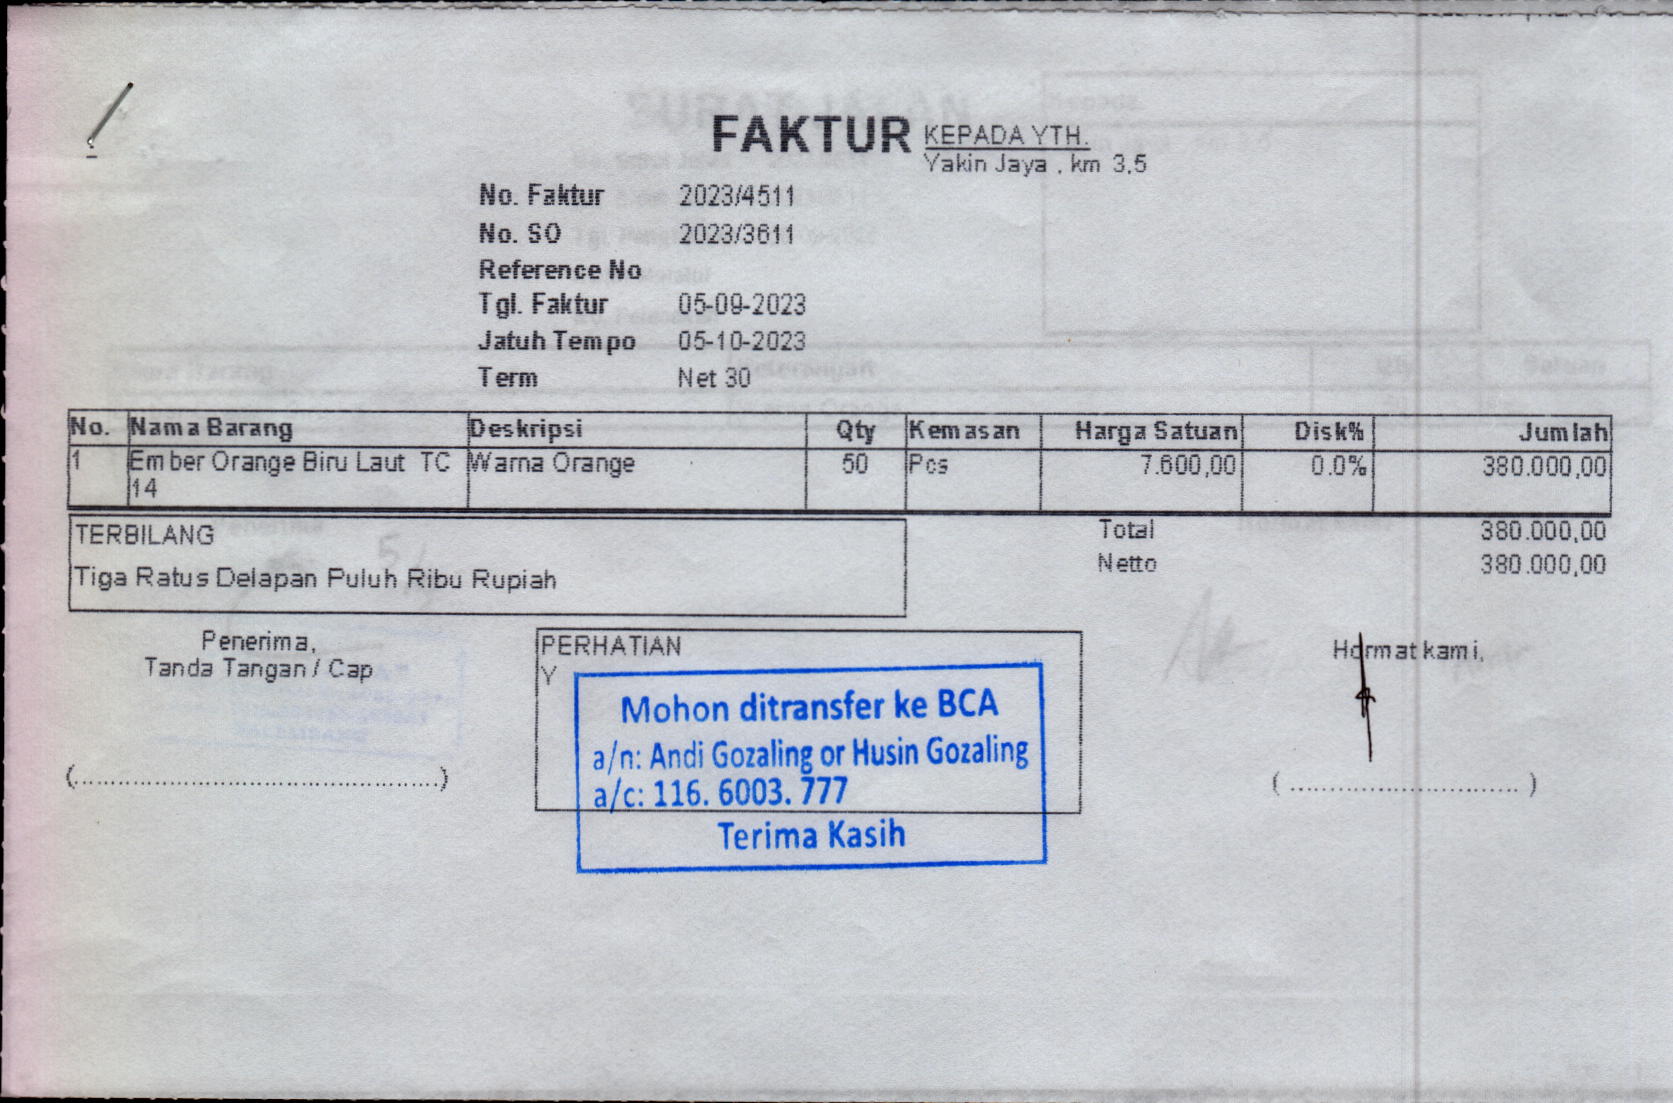 FAKTUR
KEPADA YTH.
Yakin Jaya , km 3,5
No. Faktur 2023/4511
No. SO 2023/3611
Reference No
Tgl. Faktur 05-09-2023
Jatuh Tempo 05-10-2023
Term Net 30
No. Nama Barang Deskripsi Qty Kemasan Harga Satuan Disk% Jumlah
1 Ember Orange Biru Laut TC Warna Orange 50 Pcs 7.600,00 0.0% 380.000,00
14
TERBILANG
Tiga Ratus Delapan Puluh Ribu Rupiah
Total 380.000,00
Netto 380.000,00
Penerima,
Tanda Tangan / Cap
(..........................................)
PERHATIAN
Y
Mohon ditransfer ke BCA
a/n: Andi Gozaling or Husin Gozaling
a/c: 116. 6003. 777
Terima Kasih
Hormat kami,
( ........................... )